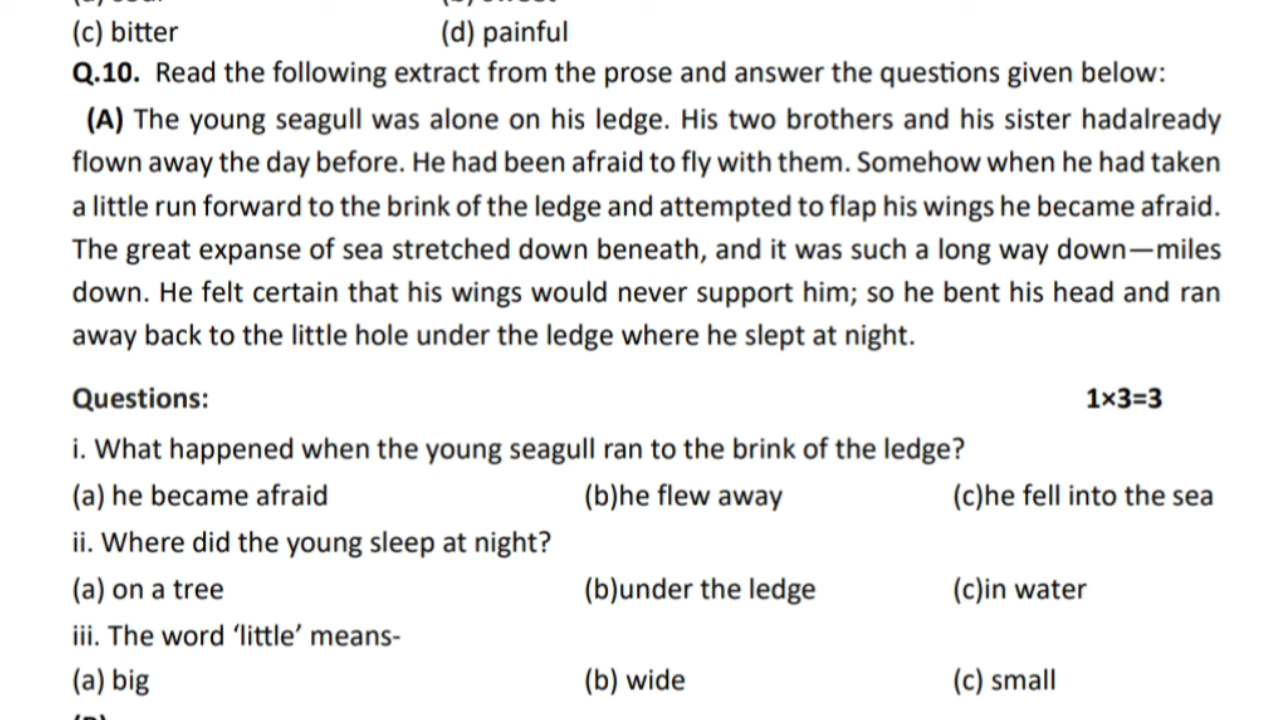 (c) bitter (d) painful
Q.10. Read the following extract from the prose and answer the questions given below:
(A) The young seagull was alone on his ledge. His two brothers and his sister hadalready
flown away the day before. He had been afraid to fly with them. Somehow when he had taken
a little run forward to the brink of the ledge and attempted to flap his wings he became afraid.
The great expanse of sea stretched down beneath, and it was such a long way down—miles
down. He felt certain that his wings would never support him; so he bent his head and ran
away back to the little hole under the ledge where he slept at night.
Questions: 1×3=3
i. What happened when the young seagull ran to the brink of the ledge?
(a) he became afraid (b)he flew away (c)he fell into the sea
ii. Where did the young sleep at night?
(a) on a tree (b)under the ledge (c)in water
iii. The word ‘little’ means-
(a) big (b) wide (c) small